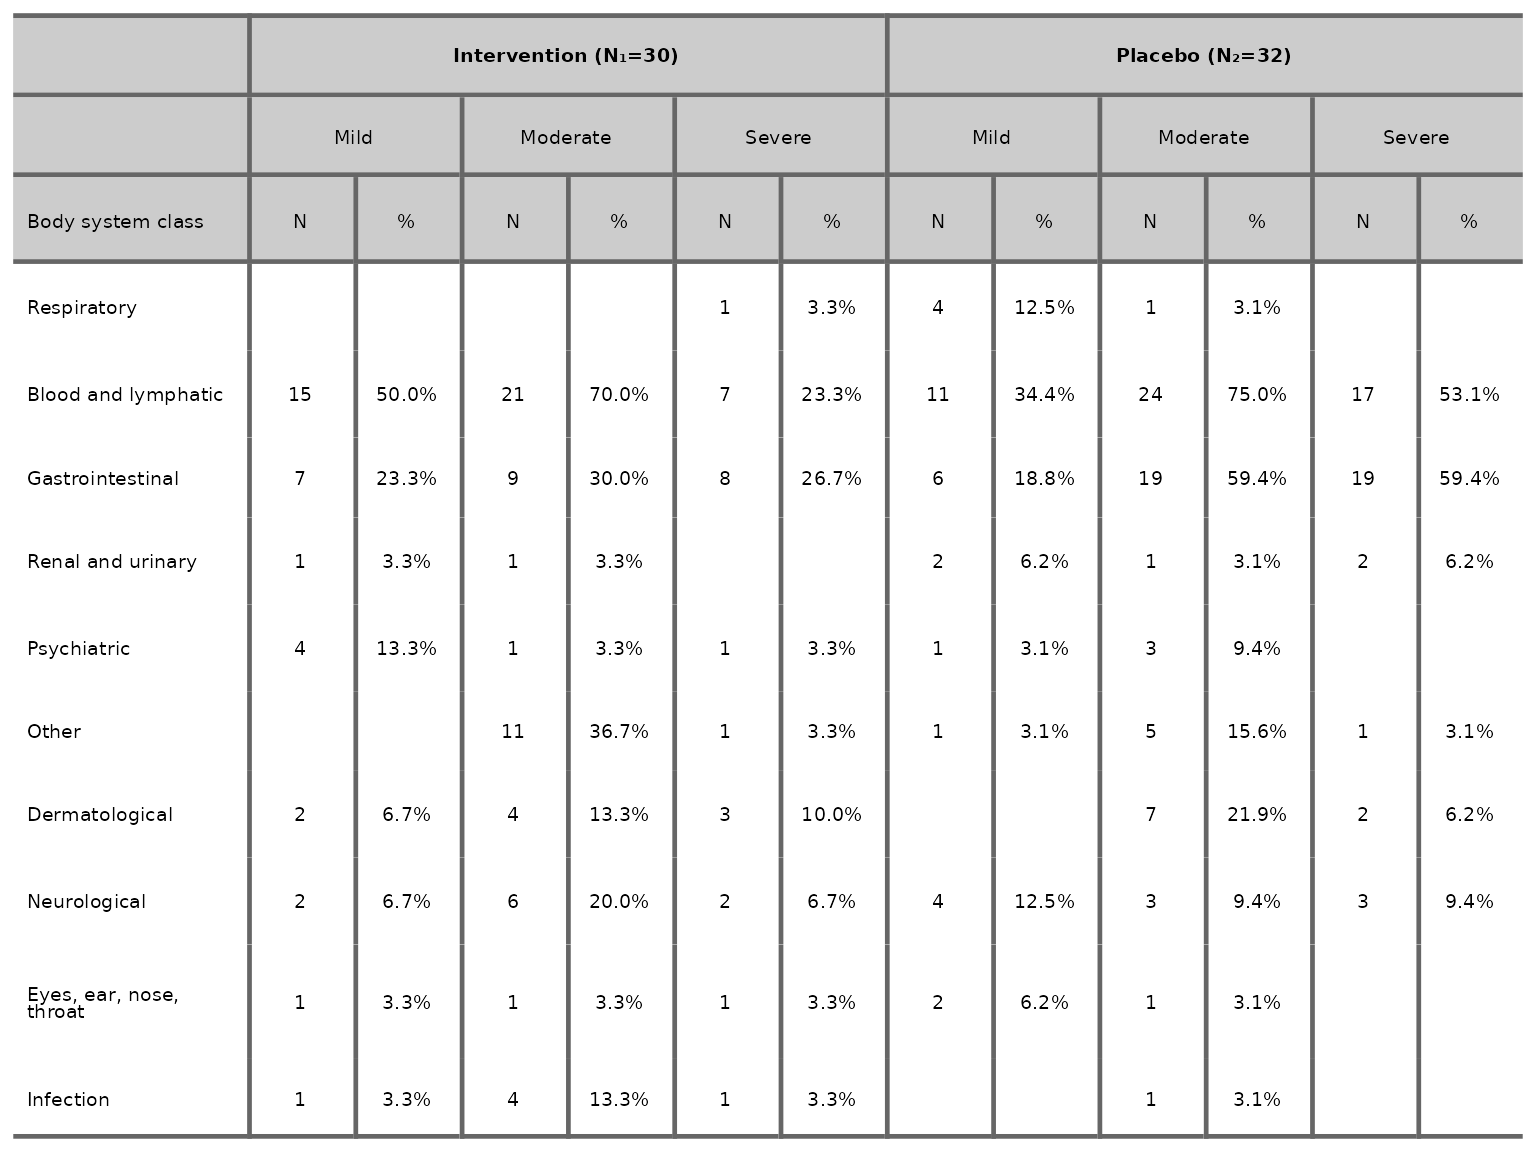 Intervention (N₁=30) Placebo (N₂=32)
Mild Moderate Severe Mild Moderate Severe
Body system class N % N % N % N % N % N %
Respiratory 1 3.3% 4 12.5% 1 3.1%
Blood and lymphatic 15 50.0% 21 70.0% 7 23.3% 11 34.4% 24 75.0% 17 53.1%
Gastrointestinal 7 23.3% 9 30.0% 8 26.7% 6 18.8% 19 59.4% 19 59.4%
Renal and urinary 1 3.3% 1 3.3% 2 6.2% 1 3.1% 2 6.2%
Psychiatric 4 13.3% 1 3.3% 1 3.3% 1 3.1% 3 9.4%
Other 11 36.7% 1 3.3% 1 3.1% 5 15.6% 1 3.1%
Dermatological 2 6.7% 4 13.3% 3 10.0% 7 21.9% 2 6.2%
Neurological 2 6.7% 6 20.0% 2 6.7% 4 12.5% 3 9.4% 3 9.4%
Eyes, ear, nose,
throat 1 3.3% 1 3.3% 1 3.3% 2 6.2% 1 3.1%
Infection 1 3.3% 4 13.3% 1 3.3% 1 3.1%